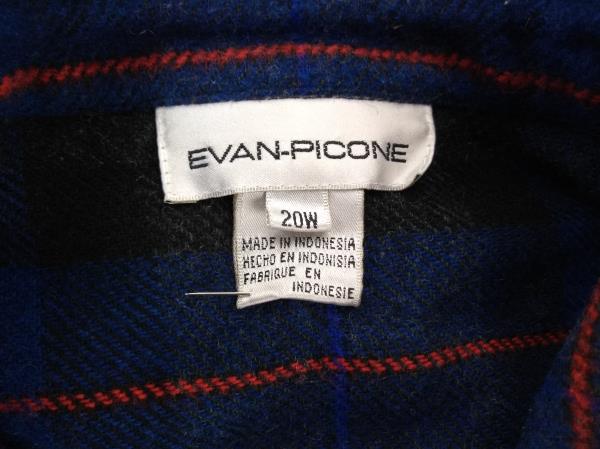 EVAN-PICONE
20W
MADE IN INDONESIA
HECHO EN INDONISIA
FABRIQUE EN
INDONESIE